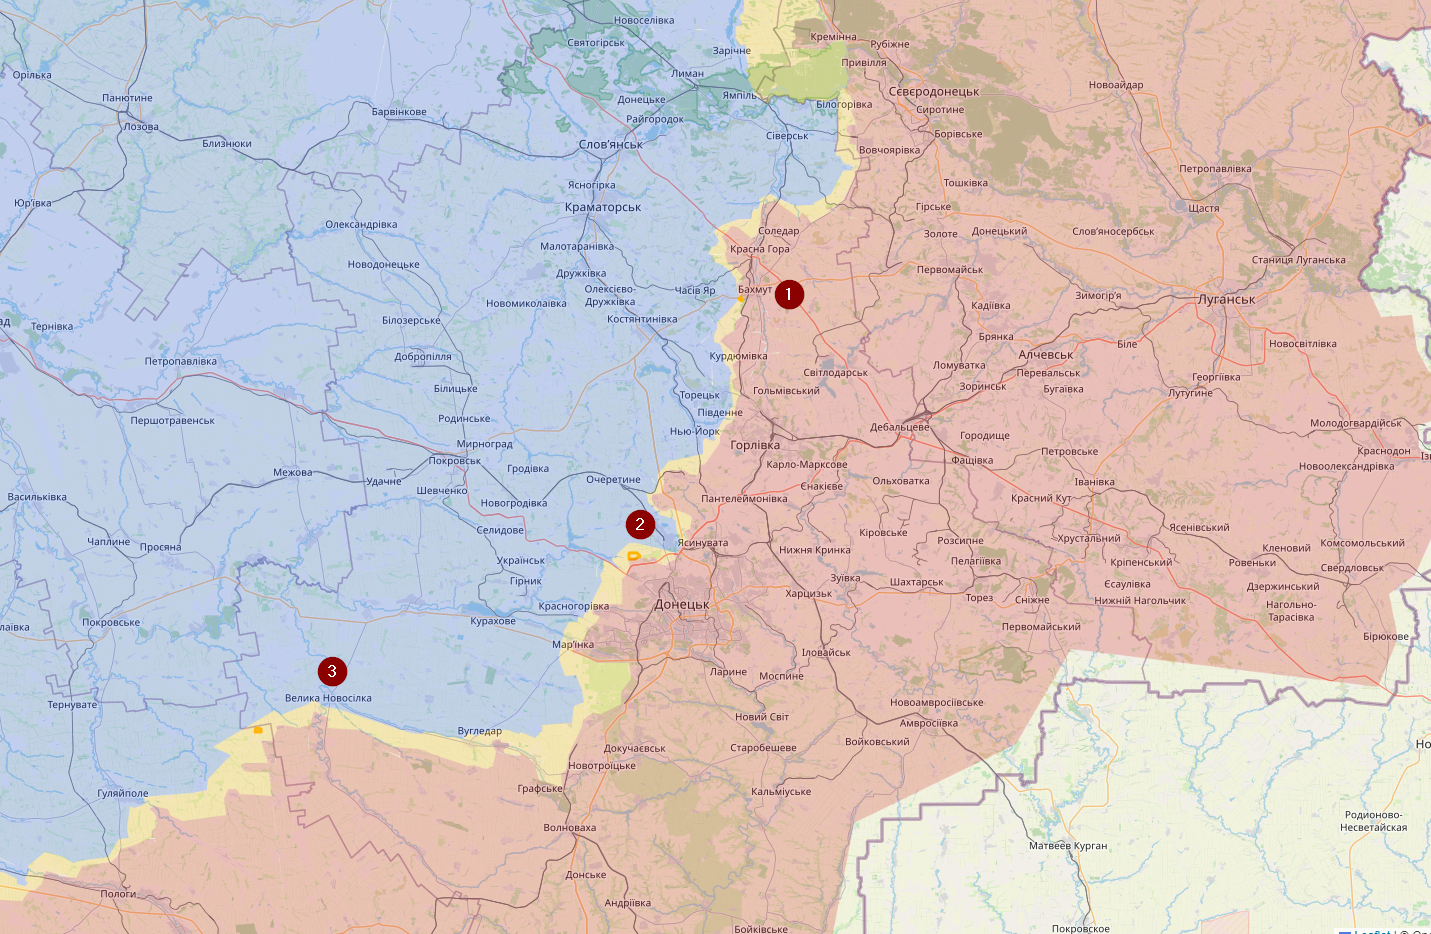 Новоселівка
Кремінна
Святогірськ
Зарічне
Рубіжне
Привілля
Орілька
Лиман
Новоайдар
Панютине
Донецьке
Ямпіль
Сєвєродонецьк
Білогорівка
Барвінкове
Райгородок
Сиротине
Лозова
Сіверськ
Борівське
Близнюки
Слов'янськ
Вовчоярівка
Петропавлівка
Ясногірка
Тошківка
Юр'ївка
Краматорськ
Гірське
Щастя
Олександрівка
Соледар
Золоте
Донецький
Слов'яносербськ
Малотаранівка
Красна Гора
Новодонецьке
Станиця Луганська
Дружківка
Первомайськ
Олексієво-
Дружківка
Часів Яр
Бахмут
1
Зимогір'я
Луганськ
Новомиколаївка
Кадіївка
ад
Тернівка
Білозерське
Костянтинівка
Брянка
Біле
Новосвітлівка
Петропавлівка
Добропілля
Курдюмівка
Алчевськ
Ломуватка
Світлодарськ
Перевальськ
Георгіївка
Білицьке
Торецьк
Гольмівський
Зоринськ
Бугаївка
Лутугине
Першотравенськ
Родинське
Південне
Молодогвардійськ
Нью-Йорк
Дебальцеве
Мирноград
Горлівка
Городище
Краснодон
Із
Покровськ
Гродівка
Карло-Марксове
Фащівка
Петровське
Новоолександрівка
Межова
Удачне
Очеретине
Ольховатка
Іванівка
Шевченко
Єнакієве
Васильківка
Новогродівка
Пантелеймонівка
Красний Кут
2
Селидове
Кіровське
Ясенівський
Чаплине
Просяна
Ясинувата
Розсипне
Хрустальний
Комсомольський
Нижня Кринка
Кленовий
Українськ
Пелагіївка
Кріпенський
Ровеньки
Свердловськ
Гірник
Зуївка
Шахтарськ
Єсаулівка
Дзержинський
Красногорівка
Донецьк
Харцизьк
Торез
Сніжне
Нижній Нагольчик
Нагольно-
Тарасівка
лаївка
Покровське
Курахове
Первомайський
Бірюкове
Мар'їнка
Іловайськ
3
Ларине
Моспине
Велика Новосілка
Тернувате
Новоамвросіївське
Новий Світ
Амвросіївка
Вугледар
Докучаєвськ
Старобешеве
Войковський
Но
Новотроїцьке
Графське
Кальміуське
Гуляйполе
Родионово-
Несветайская
Волноваха
Матвеев Курган
Донське
Пологи
Андріївка
Бойківське
Покровское